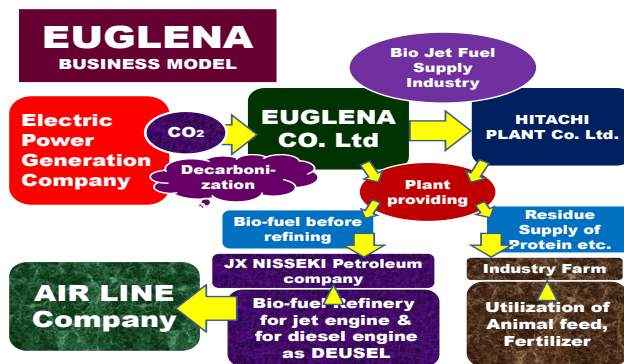 EUGLENA
BUSINESS MODEL
Bio Jet Fuel
Supply
Industry
Electric
Power
Generation
Company
CO₂
EUGLENA
CO. Ltd
HITACHI
PLANT Co. Ltd.
Decarboni-
zation
Plant
providing
Bio-fuel before
refining
Residue
Supply of
Protein etc.
JX NISSEKI Petroleum
company
Industry Farm
AIR LINE
Company
Bio-fuel Refinery
for jet engine &
for diesel engine
as DEUSEL
Utilization of
Animal feed,
Fertilizer